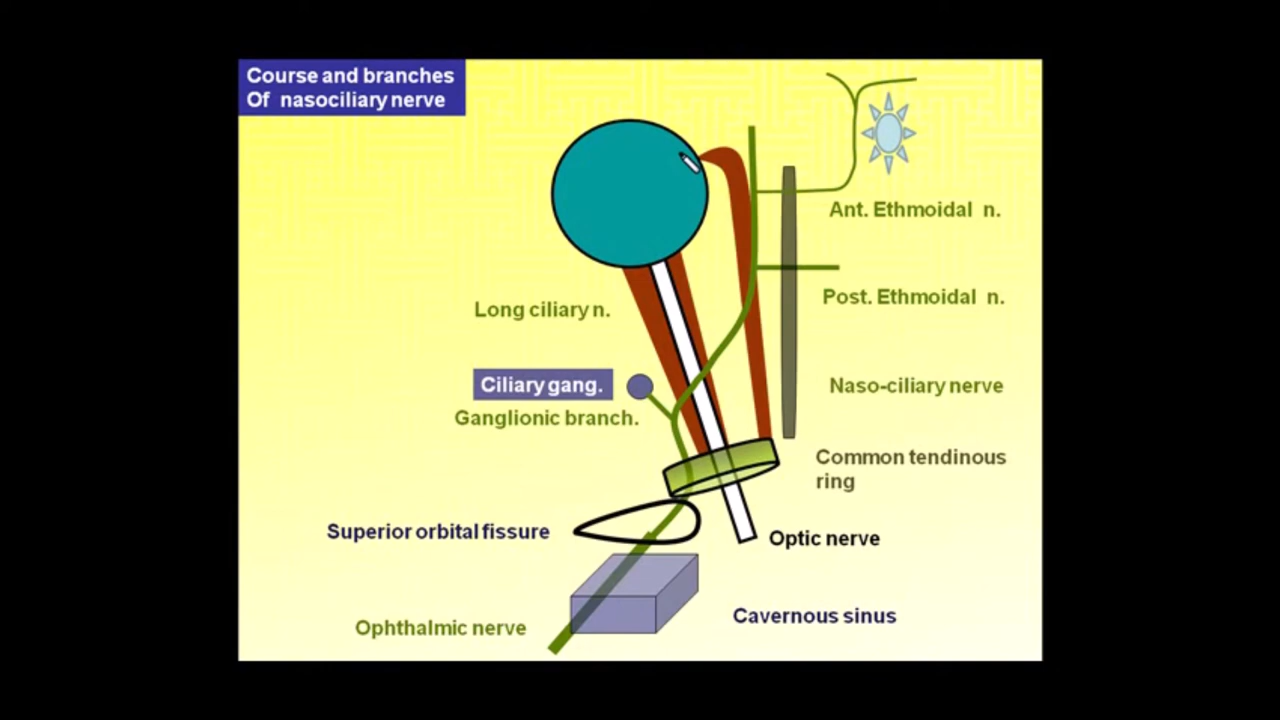 Course and branches
Of nasociliary nerve
Ant. Ethmoidal n.
Post. Ethmoidal n.
Long ciliary n.
Ciliary gang.
Naso-ciliary nerve
Ganglionic branch.
Common tendinous
ring
Superior orbital fissure
Optic nerve
Cavernous sinus
Ophthalmic nerve